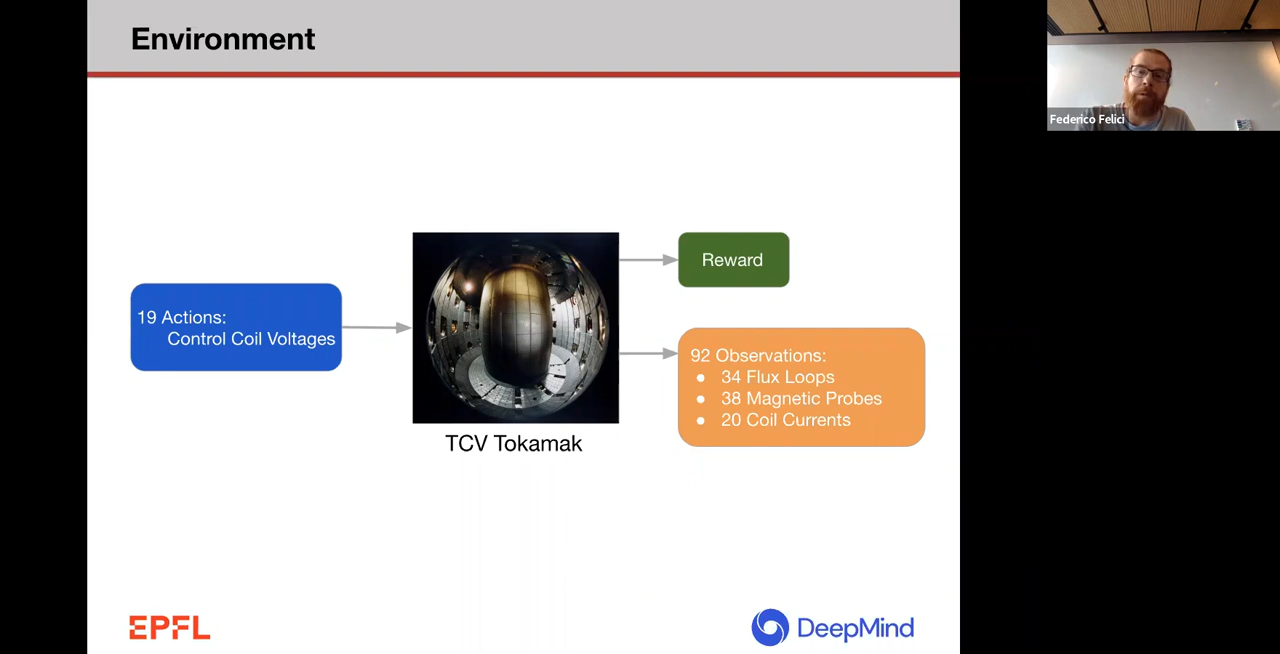 Environment
Federico Felici
19 Actions:
Control Coil Voltages
Reward
92 Observations:
● 34 Flux Loops
● 38 Magnetic Probes
● 20 Coil Currents
TCV Tokamak
EPFL
DeepMind